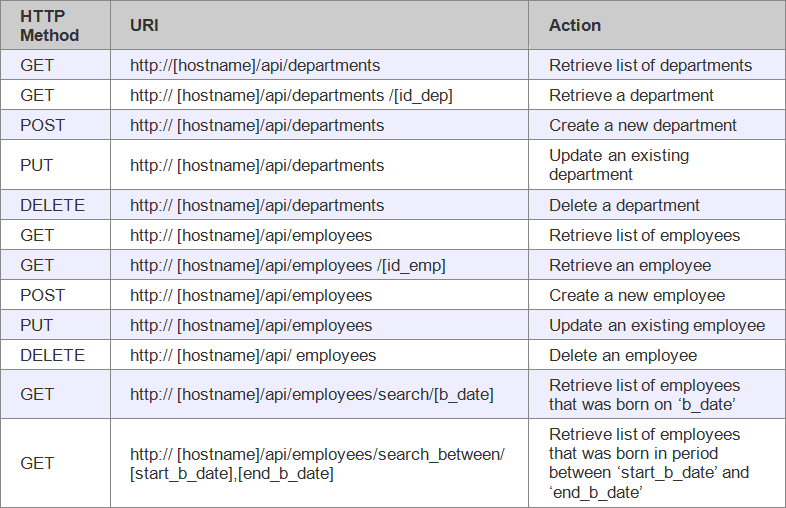 HTTP Method URI Action
GET http://[hostname]/api/departments Retrieve list of departments
GET http:// [hostname]/api/departments /[id_dep] Retrieve a department
POST http:// [hostname]/api/departments Create a new department
PUT http:// [hostname]/api/departments Update an existing
department
DELETE http:// [hostname]/api/departments Delete a department
GET http:// [hostname]/api/employees Retrieve list of employees
GET http:// [hostname]/api/employees /[id_emp] Retrieve an employee
POST http:// [hostname]/api/employees Create a new employee
PUT http:// [hostname]/api/employees Update an existing employee
DELETE http:// [hostname]/api/ employees Delete an employee
GET http:// [hostname]/api/employees/search/[b_date] Retrieve list of employees
that was born on ‘b_date’
GET http:// [hostname]/api/employees/search_between/
[start_b_date],[end_b_date] Retrieve list of employees
that was born in period
between ‘start_b_date’ and
‘end_b_date’